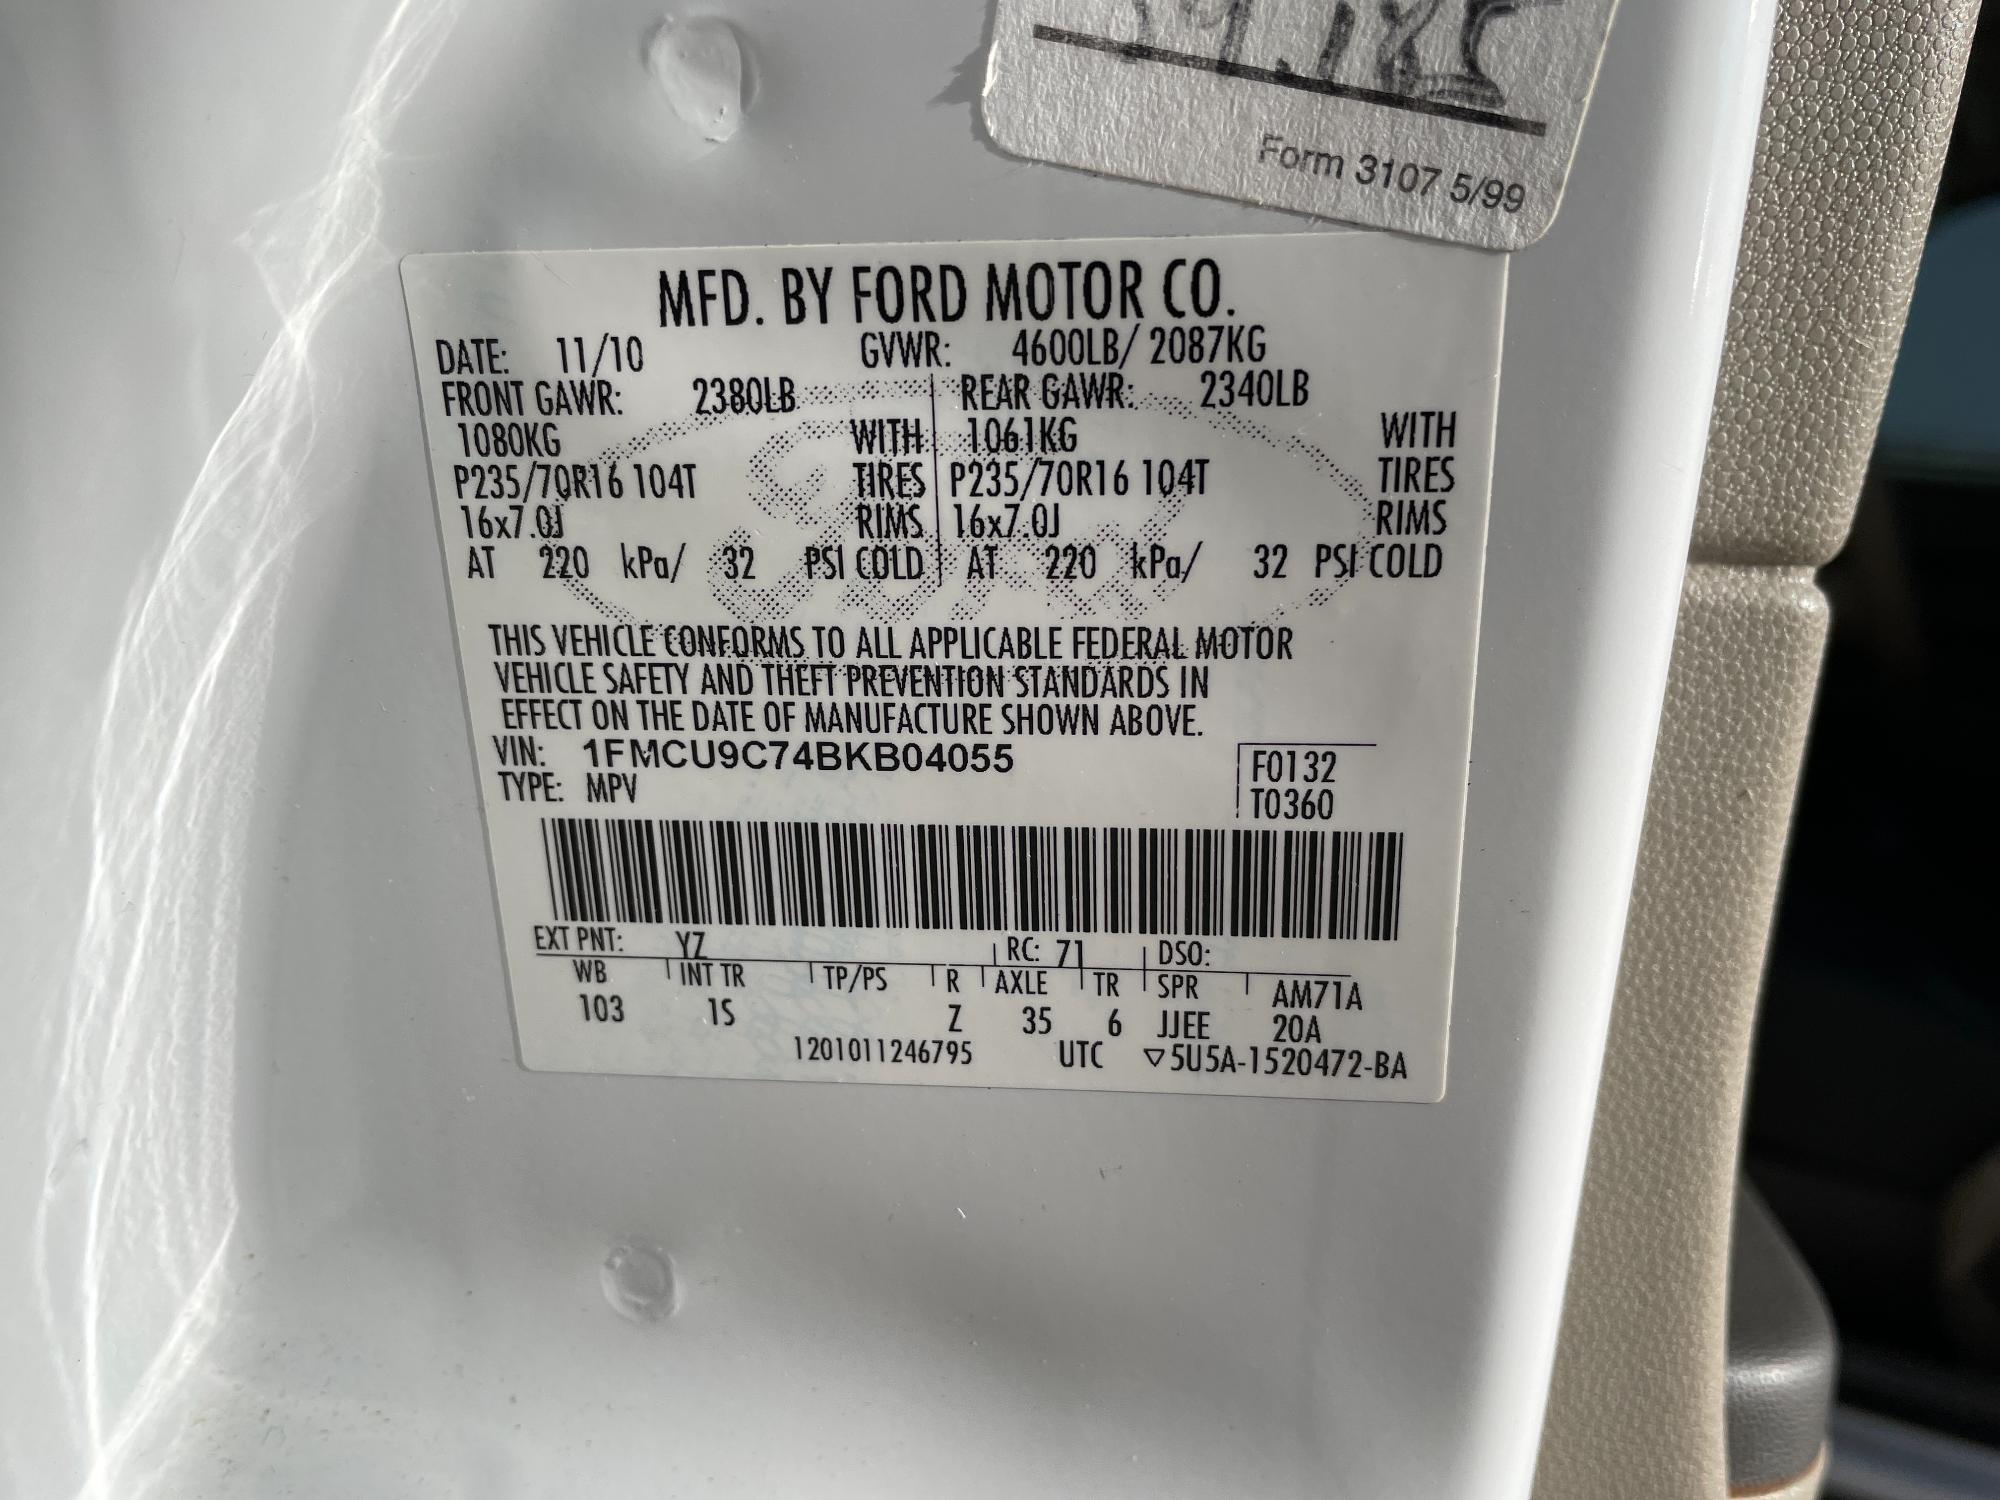 Form 3107 5/99
MFD. BY FORD MOTOR CO.
DATE: 11/10 GVWR: 4600LB/ 2087KG
FRONT GAWR: 2380LB REAR GAWR: 2340LB
1080KG WITH 1061KG WITH
P235/70R16 104T TIRES P235/70R16 104T TIRES
16x7.0J RIMS 16x7.0J RIMS
AT 220 kPa/ 32 PSI COLD AT 220 kPa/ 32 PSI COLD
THIS VEHICLE CONFORMS TO ALL APPLICABLE FEDERAL MOTOR
VEHICLE SAFETY AND THEFT PREVENTION STANDARDS IN
EFFECT ON THE DATE OF MANUFACTURE SHOWN ABOVE.
VIN: 1FMCU9C74BKB04055 F0132
TYPE: MPV T0360
EXT PNT: YZ RC: 71 DSO:
WB INT TR TP/PS R AXLE TR SPR AM71A
103 1S Z 35 6 JJEE 20A
1201011246795 UTC ▽5U5A-1520472-BA